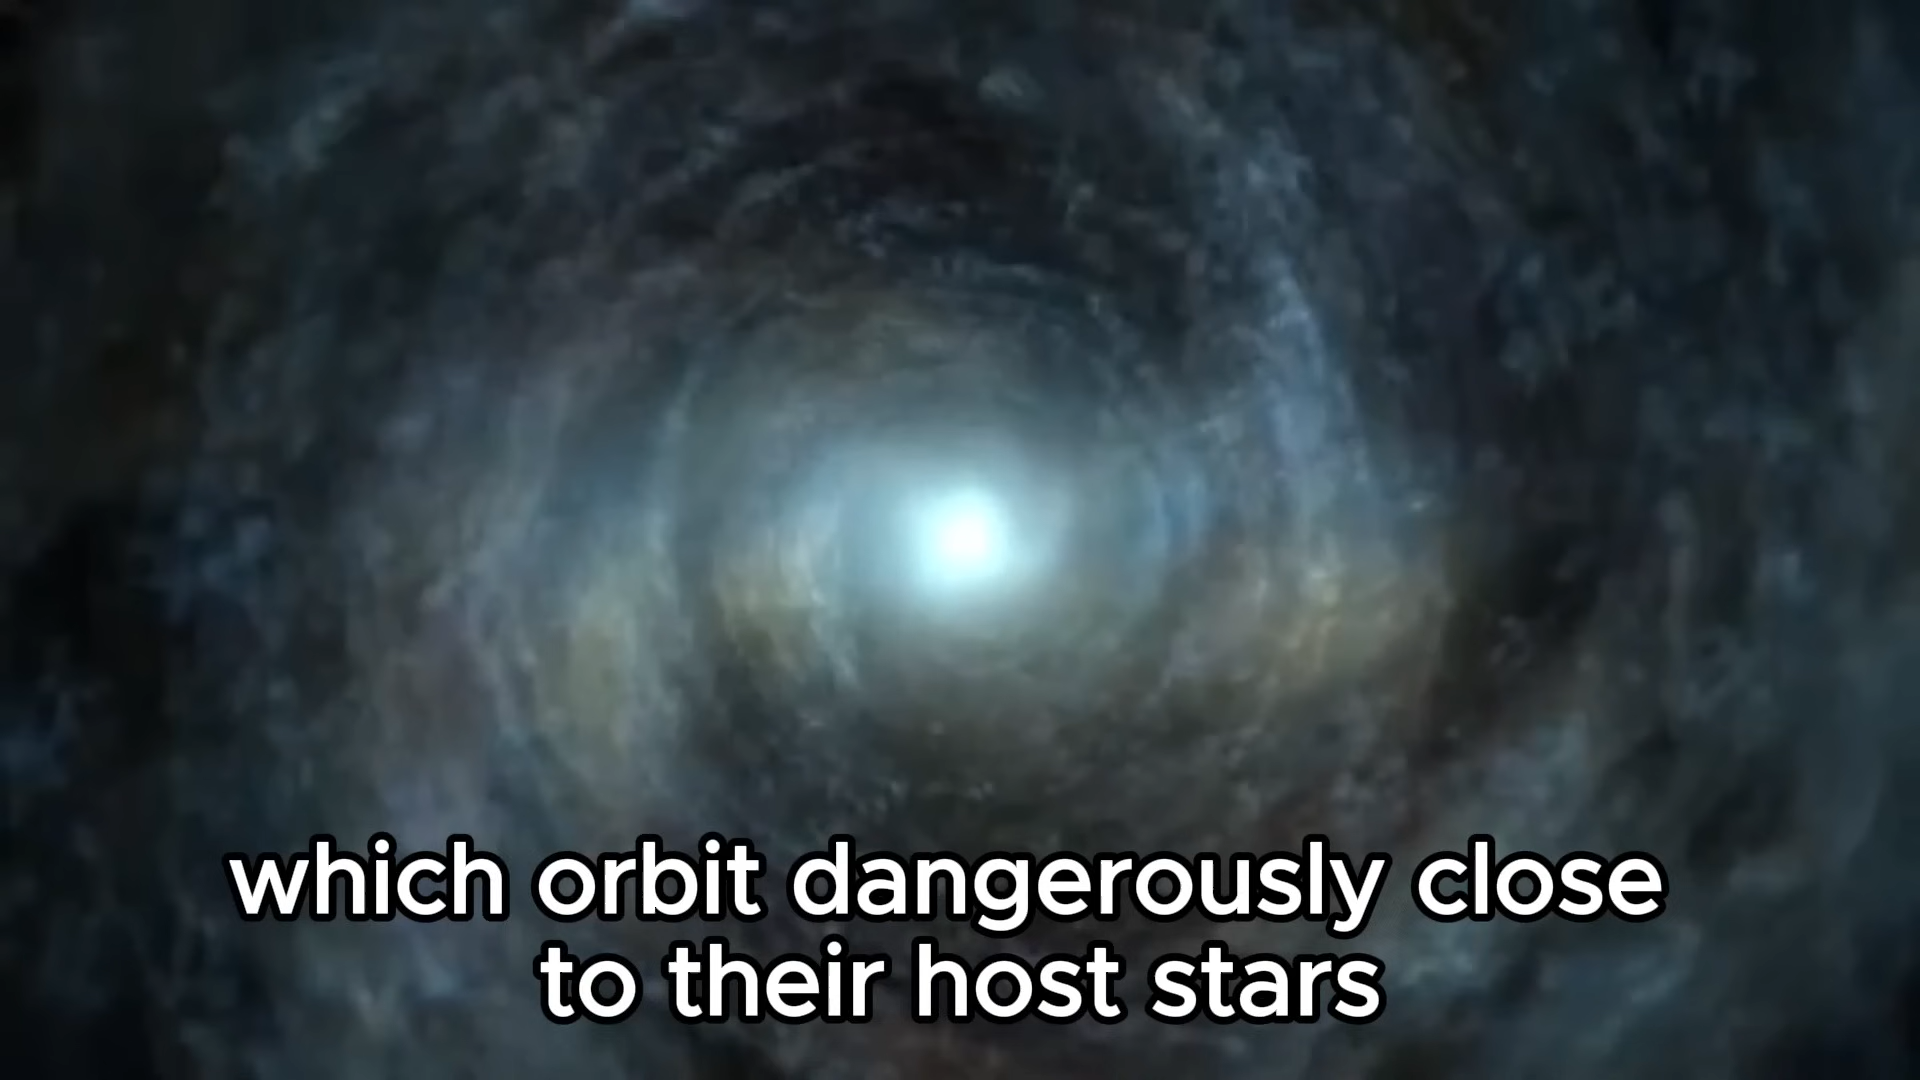 which orbit dangerously close
to their host stars